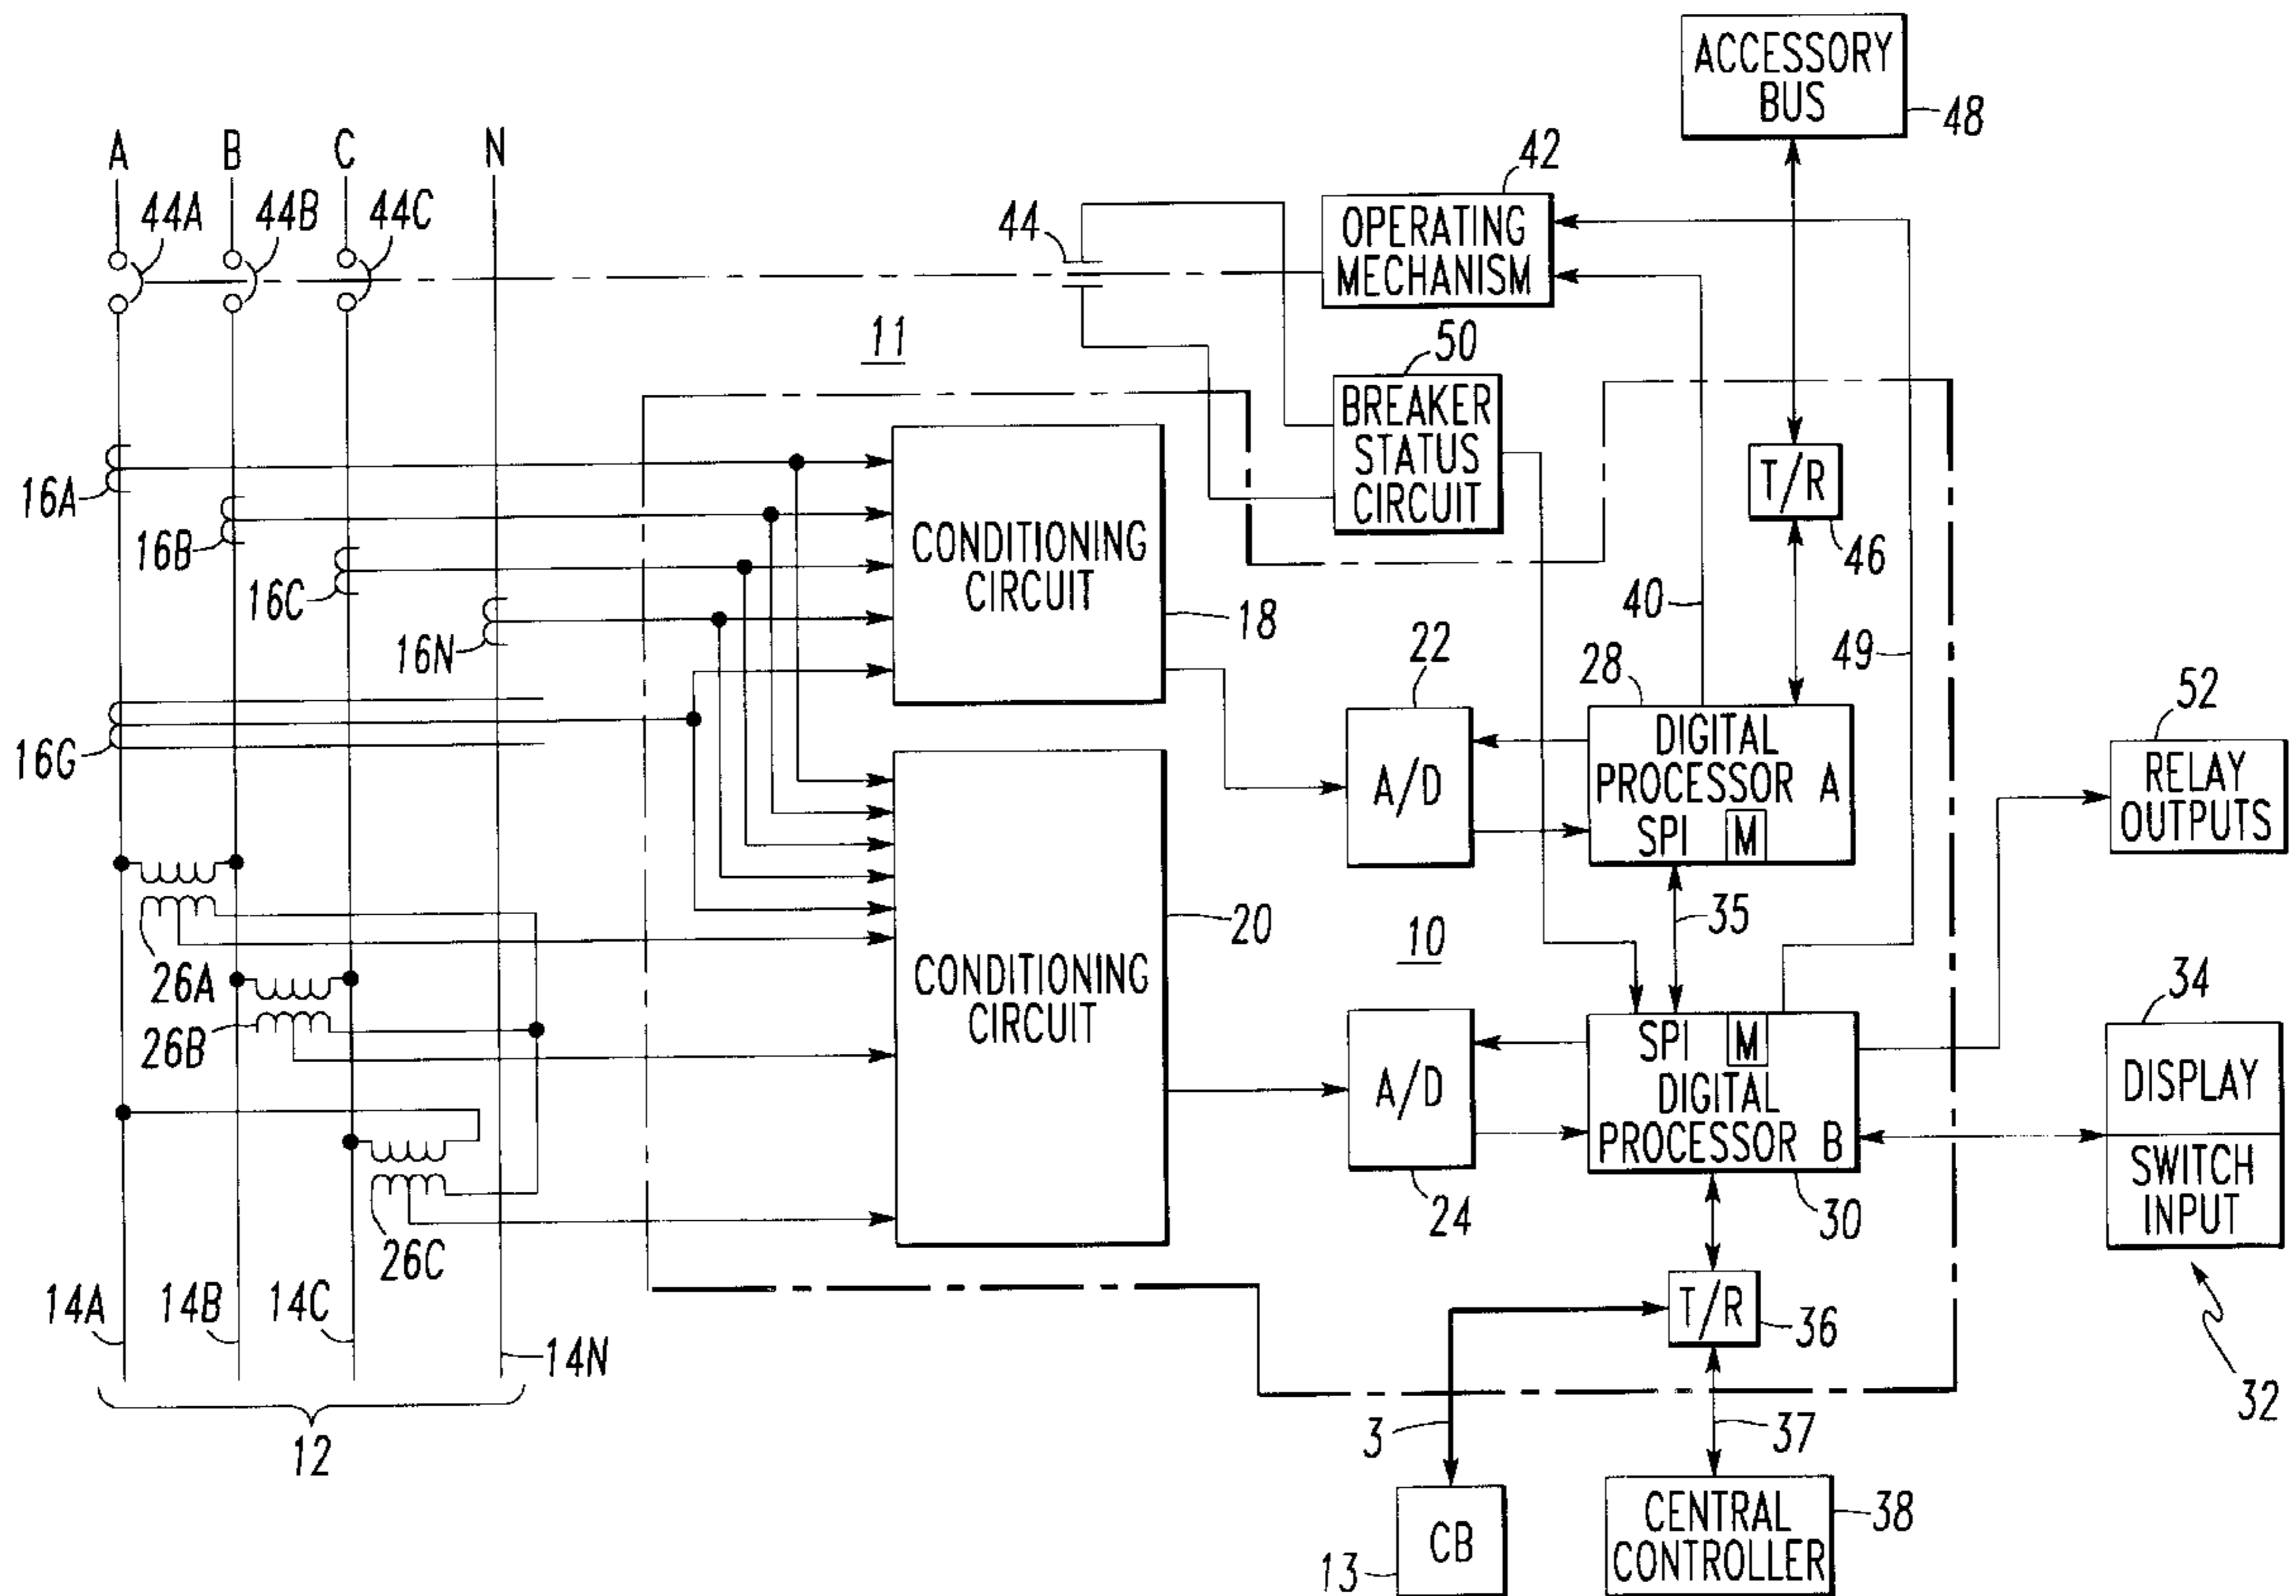 ACCESSORY
BUS
48
A
B
C
N
44A
44B
44C
44
42
OPERATING
MECHANISM
11
50
BREAKER
STATUS
CIRCUIT
T/R
46
16A
16B
16C
16N
16G
CONDITIONING
CIRCUIT
18
40
49
22
28
A/D
DIGITAL
PROCESSOR A
SPI M
52
RELAY
OUTPUTS
35
10
20
CONDITIONING
CIRCUIT
26A
26B
26C
A/D
24
SPI M
DIGITAL
PROCESSOR B
30
34
DISPLAY
SWITCH
INPUT
32
T/R
36
14A
14B
14C
14N
12
3
37
13
CB
CENTRAL
CONTROLLER
38